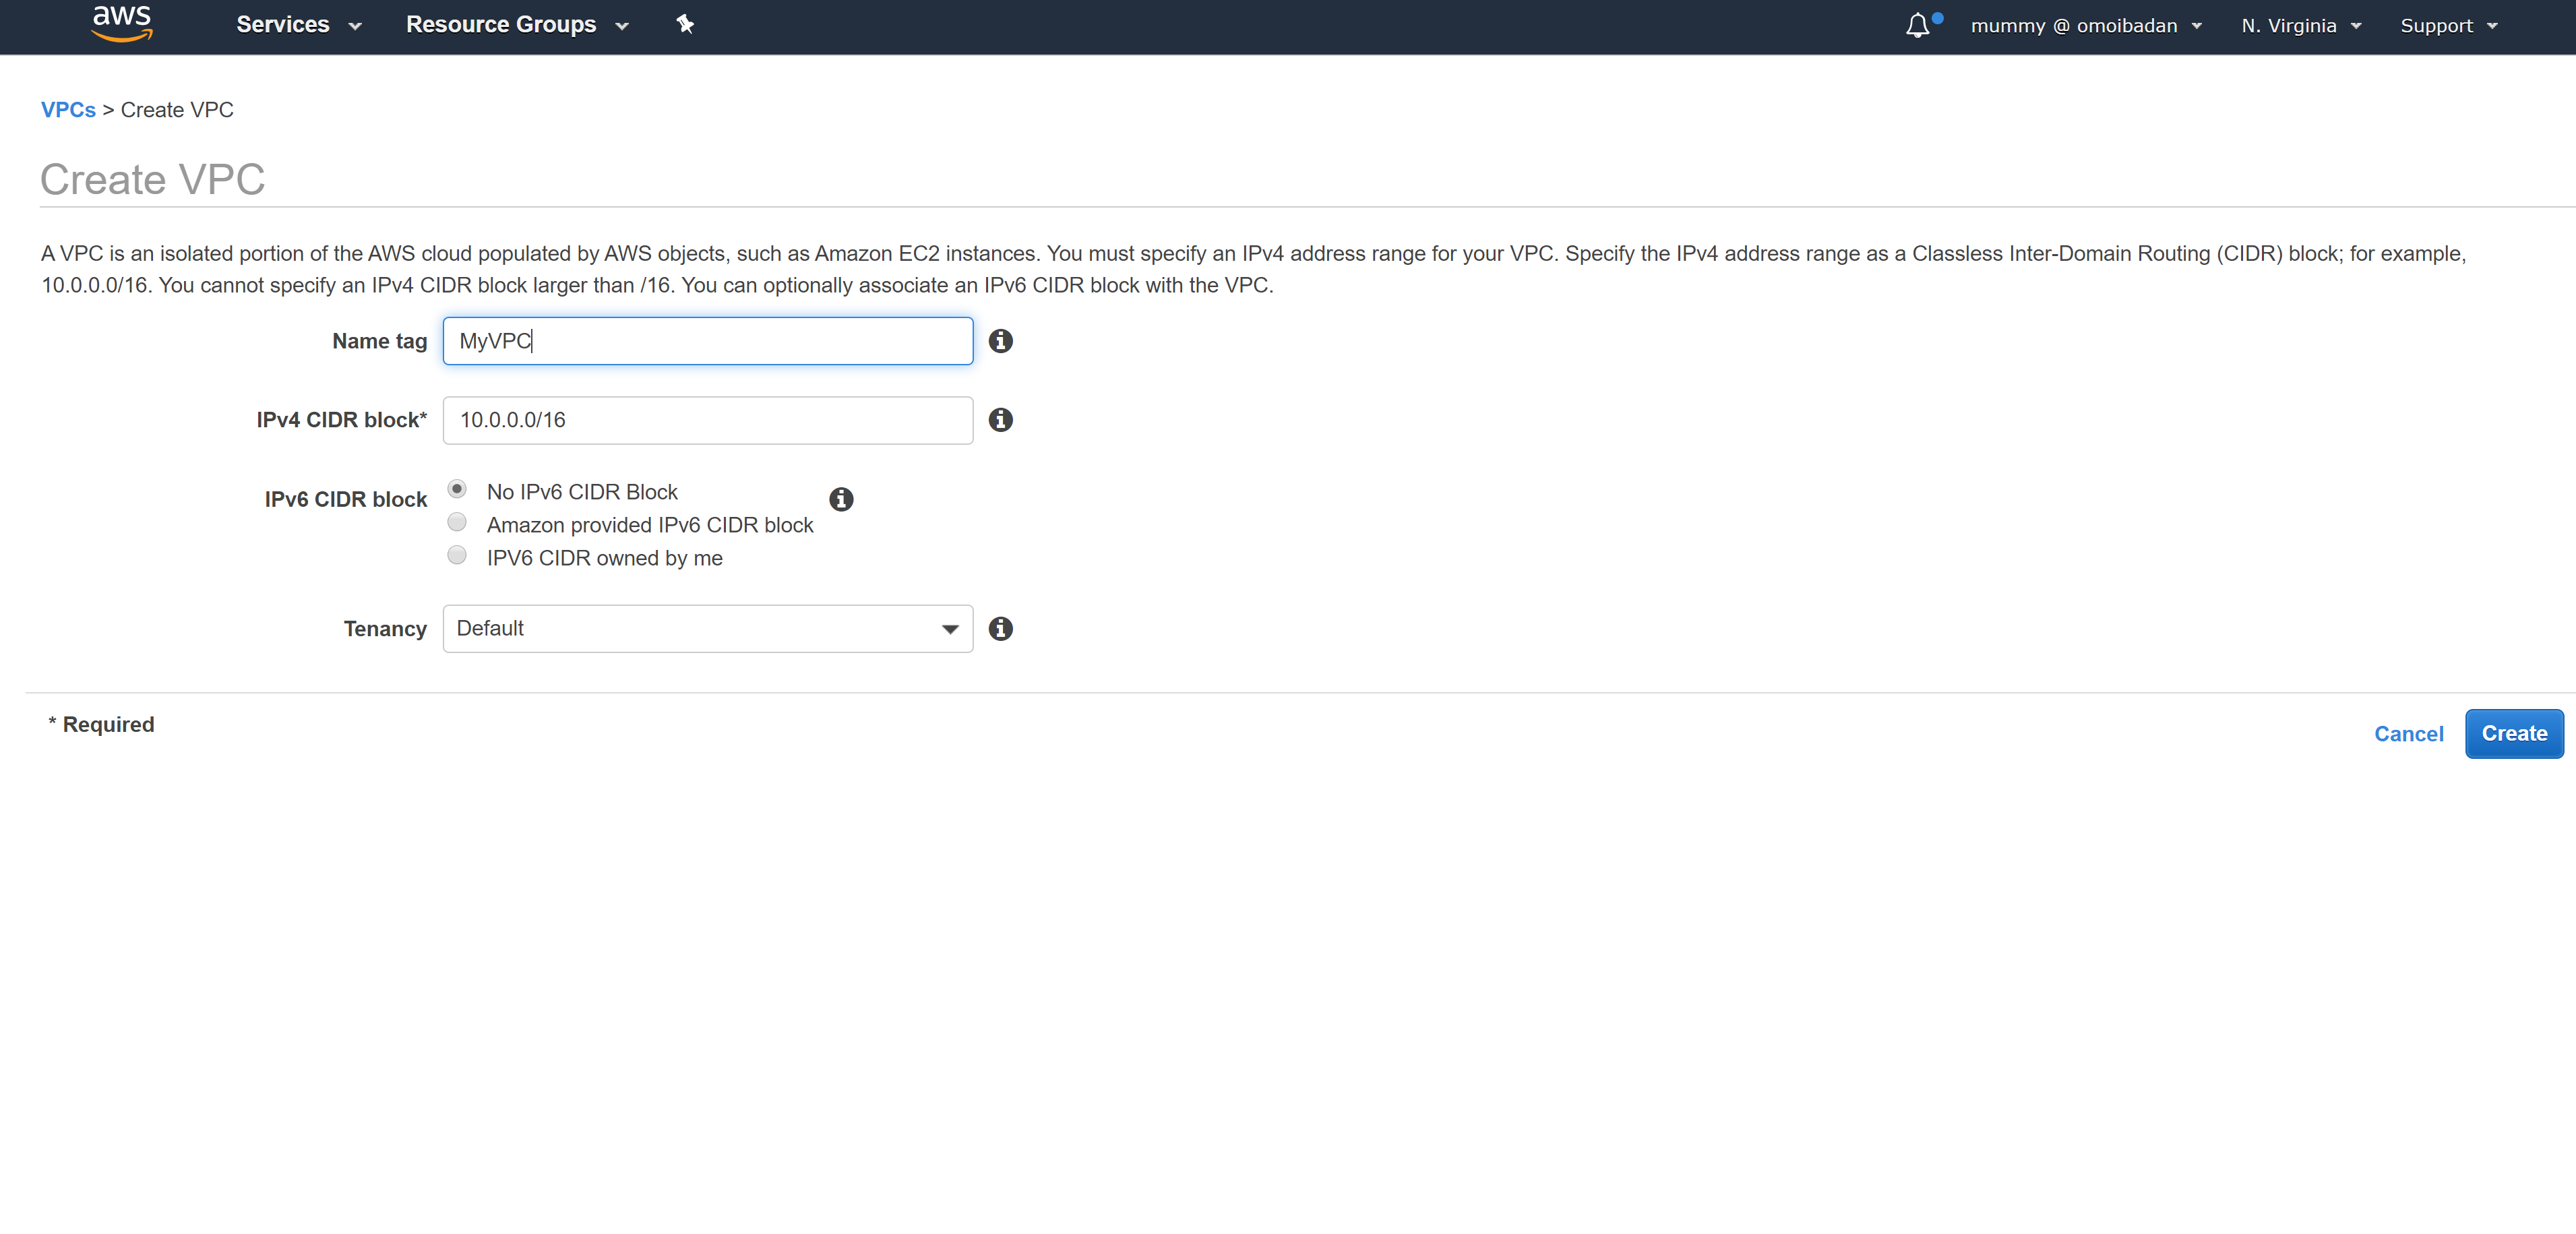 aws Services Resource Groups mummy @ omoibadan N. Virginia Support
VPCs > Create VPC
Create VPC
A VPC is an isolated portion of the AWS cloud populated by AWS objects, such as Amazon EC2 instances. You must specify an IPv4 address range for your VPC. Specify the IPv4 address range as a Classless Inter-Domain Routing (CIDR) block; for example,
10.0.0.0/16. You cannot specify an IPv4 CIDR block larger than /16. You can optionally associate an IPv6 CIDR block with the VPC.
Name tag MyVPC
IPv4 CIDR block* 10.0.0.0/16
IPv6 CIDR block No IPv6 CIDR Block
Amazon provided IPv6 CIDR block
IPV6 CIDR owned by me
Tenancy Default
* Required
Cancel Create